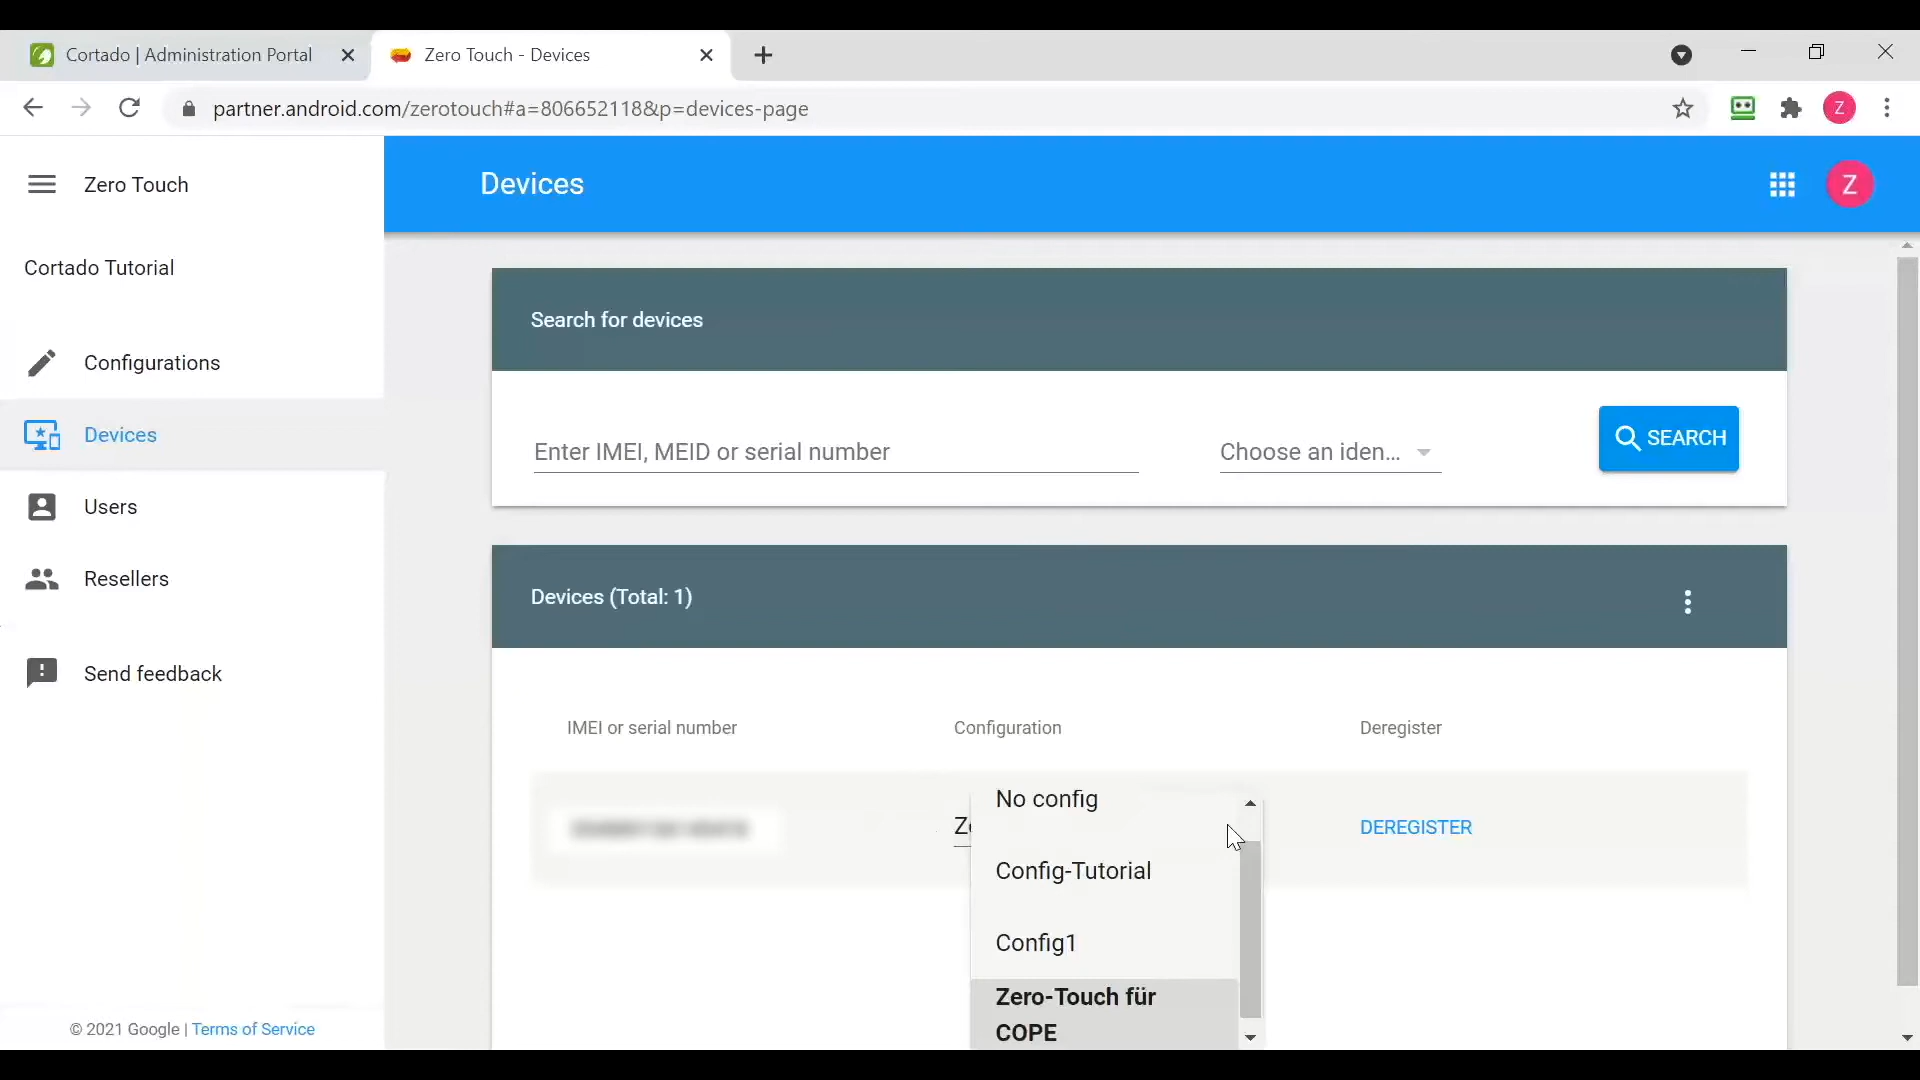 Cortado | Administration Portal
Zero Touch - Devices
partner.android.com/zerotouch#a=806652118&p=devices-page
Z
Zero Touch
Devices
Z
Cortado Tutorial
Configurations
Devices
Users
Resellers
Send feedback
© 2021 Google | Terms of Service
Search for devices
Enter IMEI, MEID or serial number
Choose an iden...
SEARCH
Devices (Total: 1)
IMEI or serial number
Configuration
Deregister
No config
Config-Tutorial
Config1
Zero-Touch für
COPE
DEREGISTER